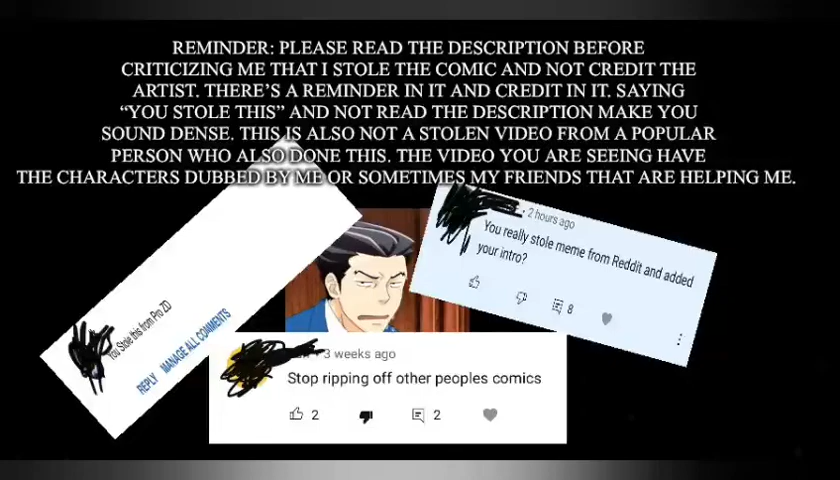 REMINDER: PLEASE READ THE DESCRIPTION BEFORE
CRITICIZING ME THAT I STOLE THE COMIC AND NOT CREDIT THE
ARTIST. THERE'S A REMINDER IN IT AND CREDIT IN IT. SAYING
“YOU STOLE THIS” AND NOT READ THE DESCRIPTION MAKE YOU
SOUND DENSE. THIS IS ALSO NOT A STOLEN VIDEO FROM A POPULAR
PERSON WHO ALSO DONE THIS. THE VIDEO YOU ARE SEEING HAVE
THE CHARACTERS DUBBED BY ME OR SOMETIMES MY FRIENDS THAT ARE HELPING ME.
• 2 hours ago
You really stole meme from Reddit and added
your intro?
8
You Stole this from Pro ZD
REPLY MANAGE ALL COMMENTS
• 3 weeks ago
Stop ripping off other peoples comics
2 2